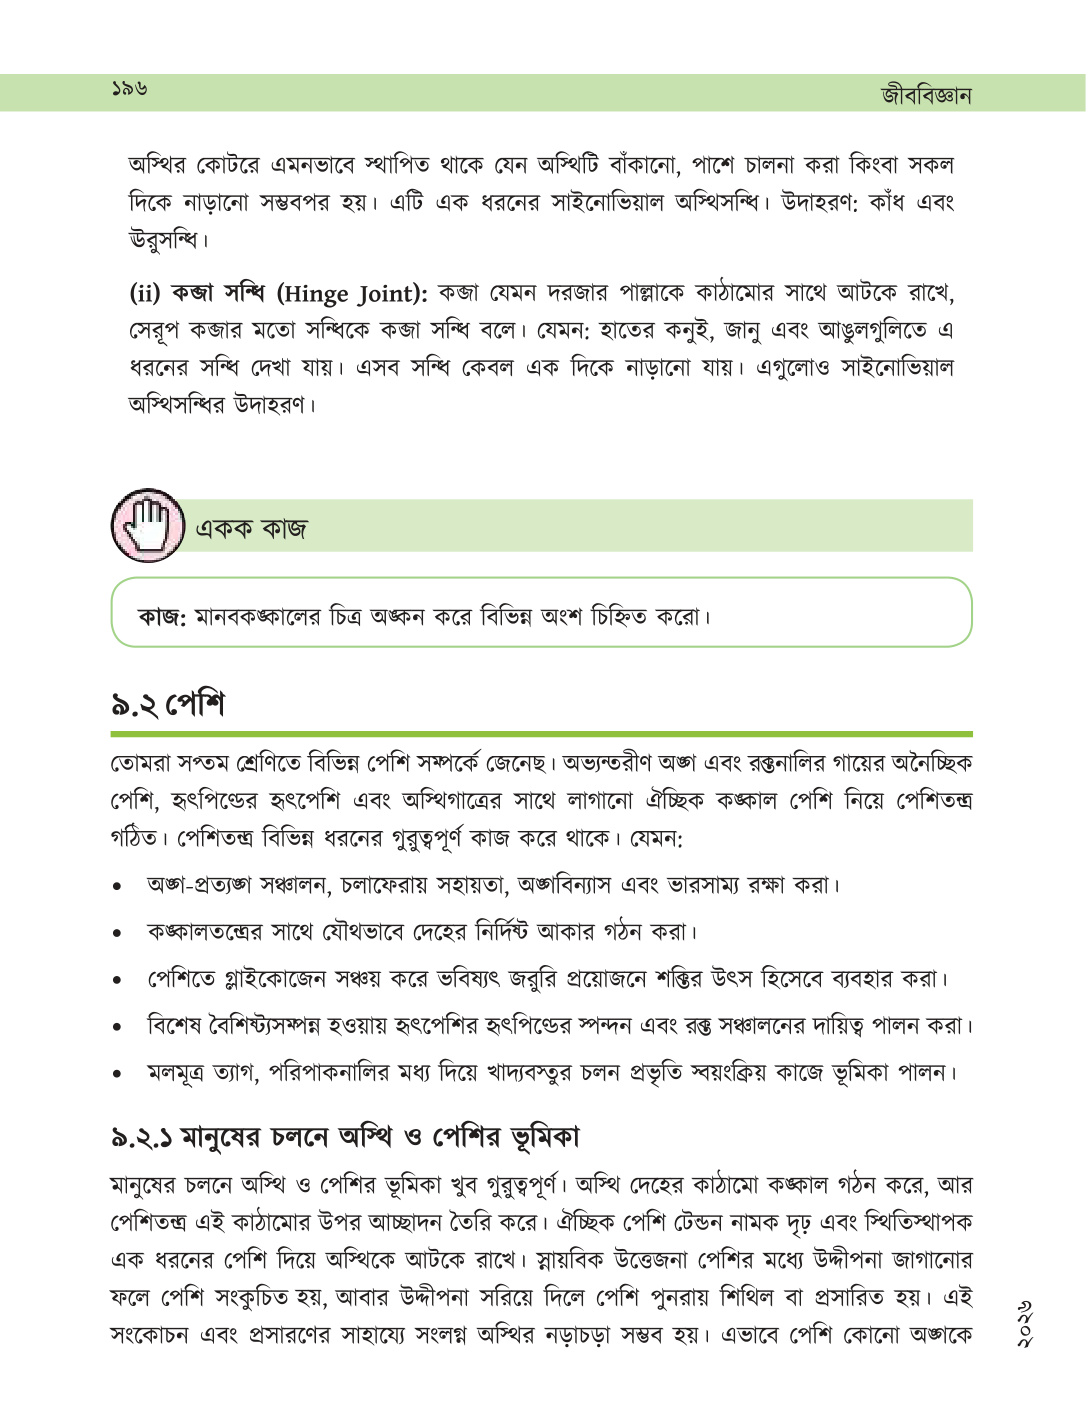 ১৯৬
জীববিজ্ঞান
অস্থির কোটরে এমনভাবে স্থাপিত থাকে যেন অস্থিটি বাঁকানো, পাশে চালনা করা কিংবা সকল
দিকে নাড়ানো সম্ভবপর হয়। এটি এক ধরনের সাইনোভিয়াল অস্থিসন্ধি। উদাহরণ: কাঁধ এবং
ঊরুসন্ধি।
(ii) কব্জা সন্ধি (Hinge Joint): কব্জা যেমন দরজার পাল্লাকে কাঠামোর সাথে আটকে রাখে,
সেরূপ কব্জার মতো সন্ধিকে কব্জা সন্ধি বলে। যেমন: হাতের কনুই, জানু এবং আঙুলগুলিতে এ
ধরনের সন্ধি দেখা যায়। এসব সন্ধি কেবল এক দিকে নাড়ানো যায়। এগুলোও সাইনোভিয়াল
অস্থিসন্ধির উদাহরণ।
একক কাজ
কাজ: মানবকঙ্কালের চিত্র অঙ্কন করে বিভিন্ন অংশ চিহ্নিত করো।
৯.২ পেশি
তোমরা সপ্তম শ্রেণিতে বিভিন্ন পেশি সম্পর্কে জেনেছ। অভ্যন্তরীণ অঙ্গ এবং রক্তনালির গায়ের অনৈচ্ছিক
পেশি, হৃৎপিণ্ডের হৃৎপেশি এবং অস্থিগাত্রের সাথে লাগানো ঐচ্ছিক কঙ্কাল পেশি নিয়ে পেশিতন্ত্র
গঠিত। পেশিতন্ত্র বিভিন্ন ধরনের গুরুত্বপূর্ণ কাজ করে থাকে। যেমন:
• অঙ্গ-প্রত্যঙ্গ সঞ্চালন, চলাফেরায় সহায়তা, অঙ্গবিন্যাস এবং ভারসাম্য রক্ষা করা।
• কঙ্কালতন্ত্রের সাথে যৌথভাবে দেহের নির্দিষ্ট আকার গঠন করা।
• পেশিতে গ্লাইকোজেন সঞ্চয় করে ভবিষ্যৎ জরুরি প্রয়োজনে শক্তির উৎস হিসেবে ব্যবহার করা।
• বিশেষ বৈশিষ্ট্যসম্পন্ন হওয়ায় হৃৎপেশির হৃৎপিণ্ডের স্পন্দন এবং রক্ত সঞ্চালনের দায়িত্ব পালন করা।
• মলমূত্র ত্যাগ, পরিপাকনালির মধ্য দিয়ে খাদ্যবস্তুর চলন প্রভৃতি স্বয়ংক্রিয় কাজে ভূমিকা পালন।
৯.২.১ মানুষের চলনে অস্থি ও পেশির ভূমিকা
মানুষের চলনে অস্থি ও পেশির ভূমিকা খুব গুরুত্বপূর্ণ। অস্থি দেহের কাঠামো কঙ্কাল গঠন করে, আর
পেশিতন্ত্র এই কাঠামোর উপর আচ্ছাদন তৈরি করে। ঐচ্ছিক পেশি টেন্ডন নামক দৃঢ় এবং স্থিতিস্থাপক
এক ধরনের পেশি দিয়ে অস্থিকে আটকে রাখে। স্নায়বিক উত্তেজনা পেশির মধ্যে উদ্দীপনা জাগানোর
ফলে পেশি সংকুচিত হয়, আবার উদ্দীপনা সরিয়ে দিলে পেশি পুনরায় শিথিল বা প্রসারিত হয়। এই
সংকোচন এবং প্রসারণের সাহায্যে সংলগ্ন অস্থির নড়াচড়া সম্ভব হয়। এভাবে পেশি কোনো অঙ্গকে
২০২৬